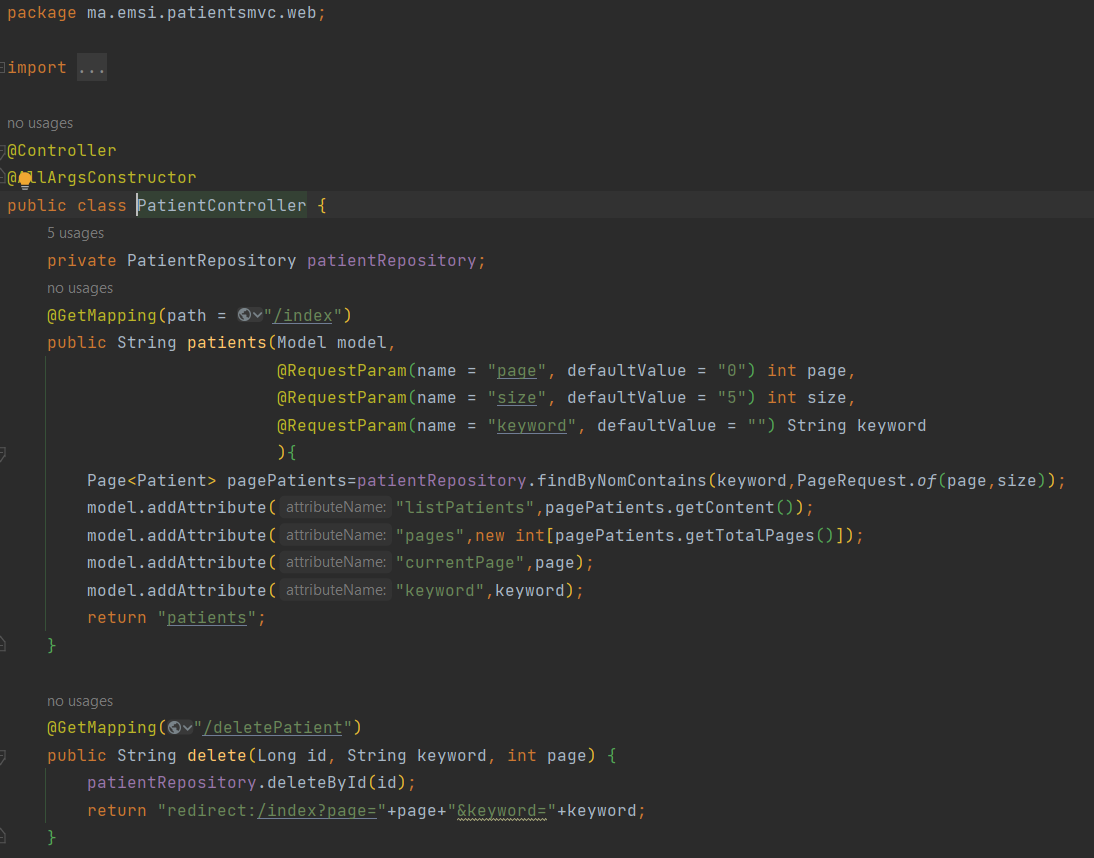 package ma.emsi.patientsmvc.web;
import ...
no usages
@Controller
@AllArgsConstructor
public class PatientController {
5 usages
private PatientRepository patientRepository;
no usages
@GetMapping(path = "/index")
public String patients(Model model,
@RequestParam(name = "page", defaultValue = "0") int page,
@RequestParam(name = "size", defaultValue = "5") int size,
@RequestParam(name = "keyword", defaultValue = "") String keyword
){
Page<Patient> pagePatients=patientRepository.findByNomContains(keyword,PageRequest.of(page,size));
model.addAttribute( attributeName: "listPatients",pagePatients.getContent());
model.addAttribute( attributeName: "pages",new int[pagePatients.getTotalPages()]);
model.addAttribute( attributeName: "currentPage",page);
model.addAttribute( attributeName: "keyword",keyword);
return "patients";
}
no usages
@GetMapping("/deletePatient")
public String delete(Long id, String keyword, int page) {
patientRepository.deleteById(id);
return "redirect:/index?page="+page+"&keyword="+keyword;
}